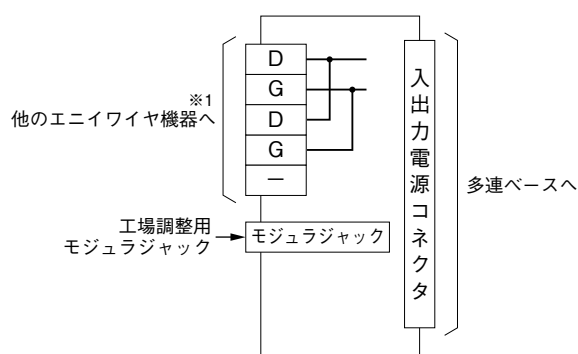 ※1
他のエニイワイヤ機器へ
D
G
D
G
－
入出力電源コネクタ
多連ベースへ
工場調整用
モジュラジャック
モジュラジャック